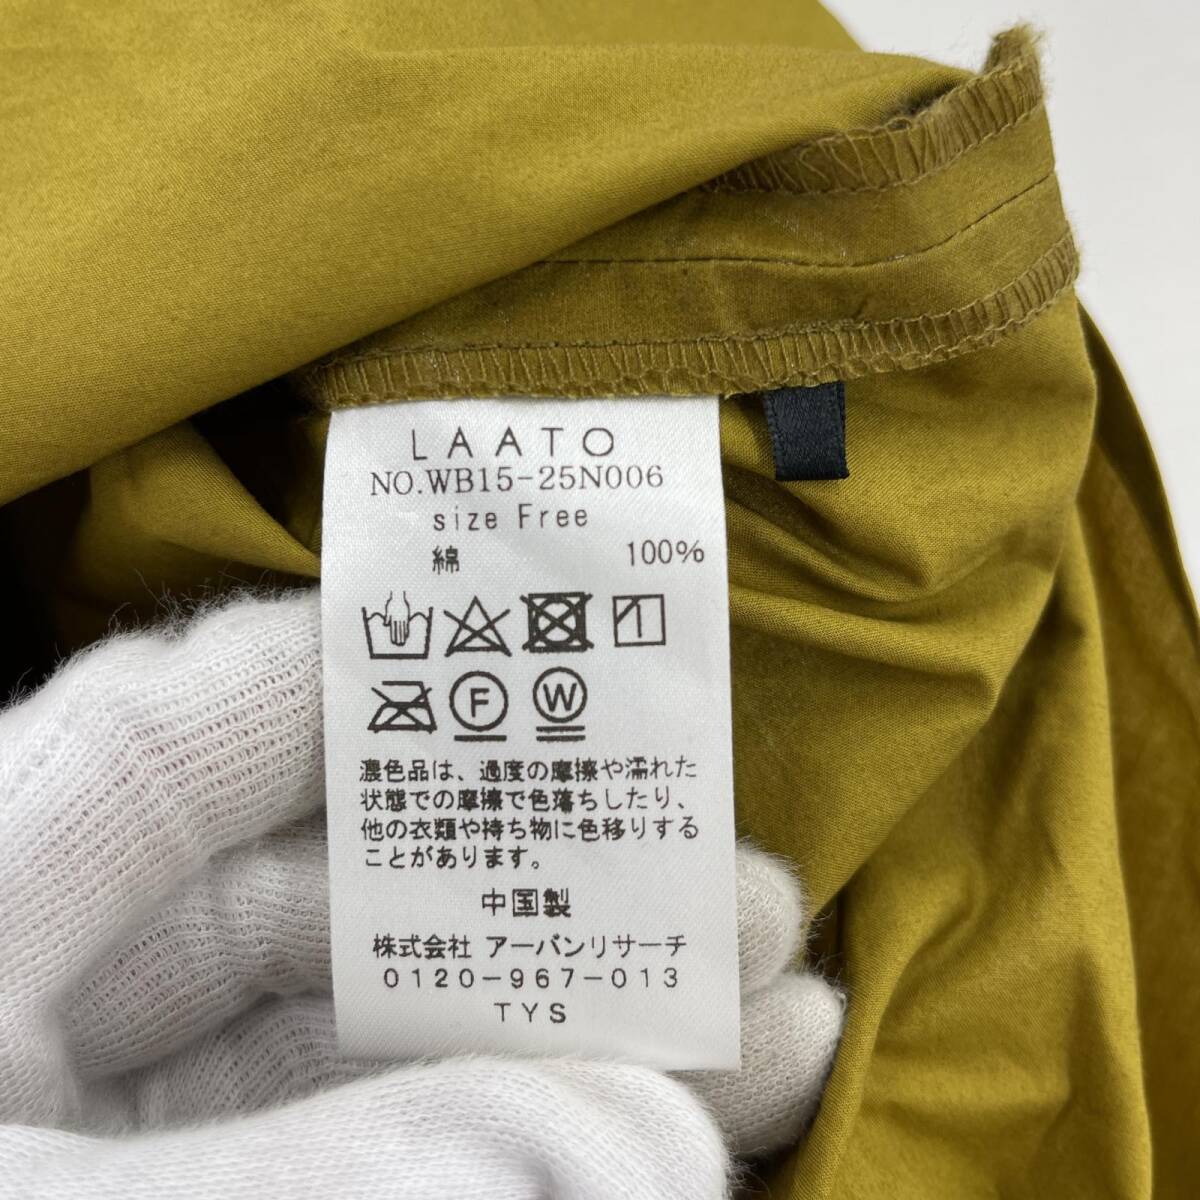 LAATO
NO.WB15-25N006
size Free
綿 100%
F W
濃色品は、過度の摩擦や濡れた
状態での摩擦で色落ちしたり、
他の衣類や持ち物に色移りする
ことがあります。
中国製
株式会社 アーバンリサーチ
0120-967-013
TYS